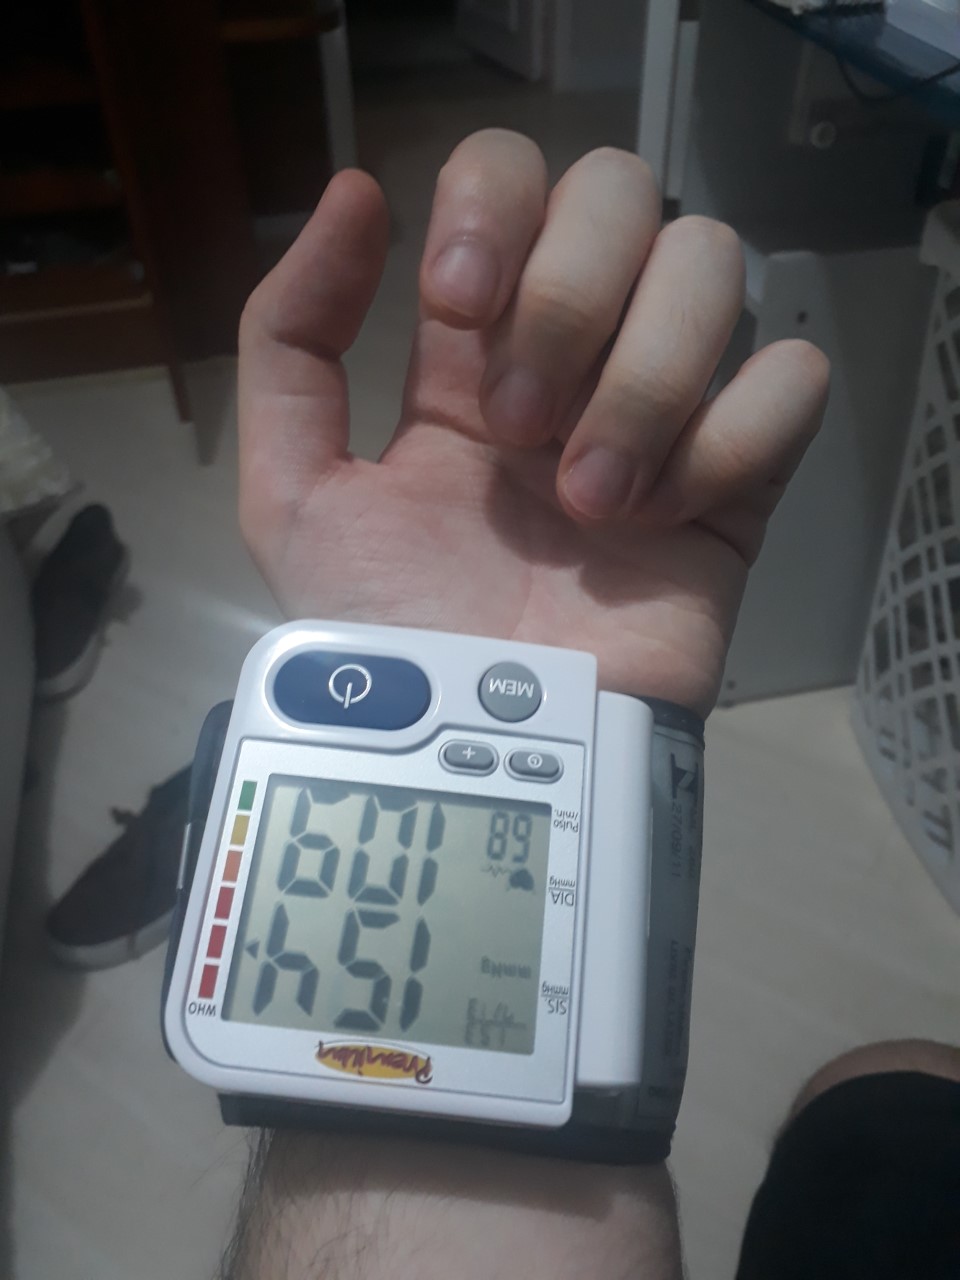 Premium
WHO
SIS.
mmHg
154
mmHg
DIA
mmHg
109
Pulso
/min.
68
+
MEM